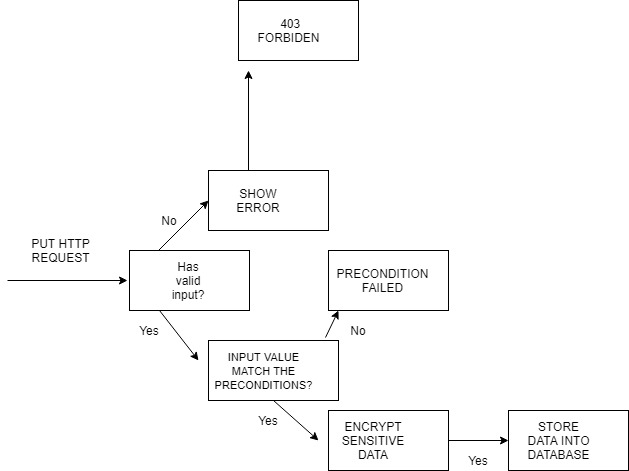 403
FORBIDEN
SHOW
ERROR
No
PUT HTTP
REQUEST
Has
valid
input?
PRECONDITION
FAILED
Yes
No
INPUT VALUE
MATCH THE
PRECONDITIONS?
Yes
ENCRYPT
SENSITIVE
DATA
Yes
STORE
DATA INTO
DATABASE